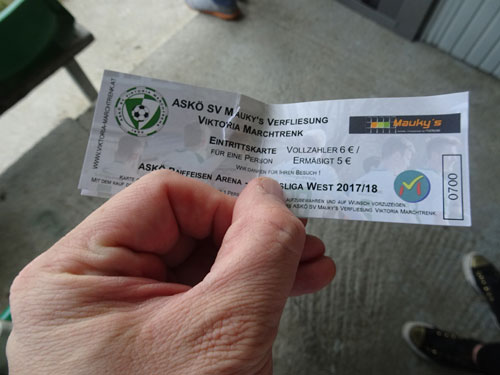 WWW.VIKTORIA-MARCHTRENK.AT
ASKÖ SV MAUKY'S VERFLIESUNG
VIKTORIA MARCHTRENK
EINTRITTSKARTE
FÜR EINE PERSON
VOLLZAHLER 6 € /
ERMÄßIGT 5 €
WIR DANKEN FÜR IHREN BESUCH !
ASKÖ RAIFFEISEN ARENA - SLIGA WEST 2017/18
UND AUF WUNSCH VORZUZEIGEN.
ASKÖ SV MAUKY'S VERFLIESUNG VIKTORIA MARCHTRENK
Mauky's
0700